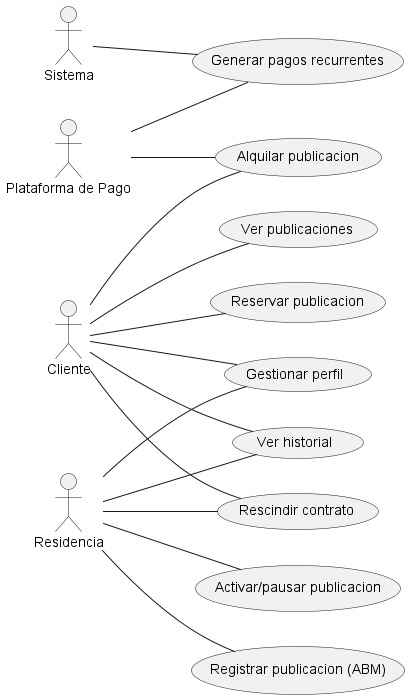 Sistema
Generar pagos recurrentes
Plataforma de Pago
Alquilar publicacion
Ver publicaciones
Reservar publicacion
Cliente
Gestionar perfil
Ver historial
Rescindir contrato
Residencia
Activar/pausar publicacion
Registrar publicacion (ABM)